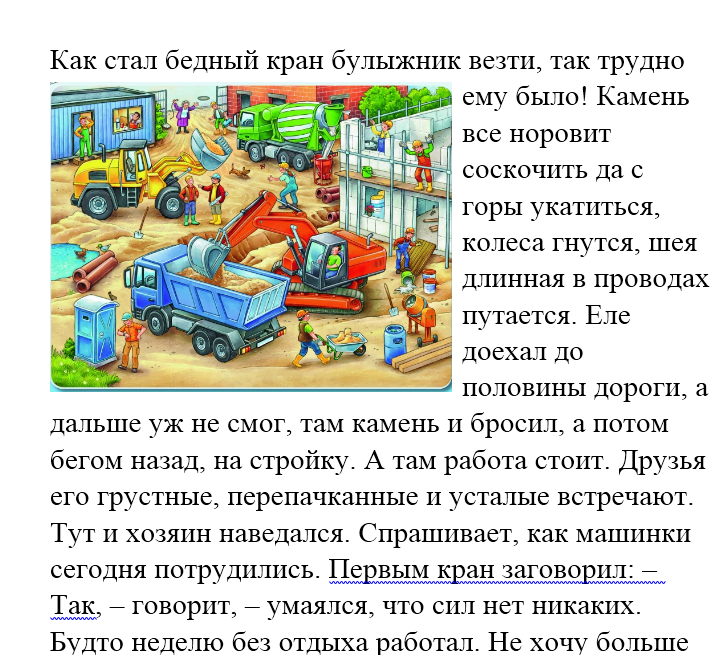 Как стал бедный кран булыжник везти, так трудно
ему было! Камень
все норовит
соскочить да с
горы укатиться,
колеса гнутся, шея
длинная в проводах
путается. Еле
доехал до
половины дороги, а
дальше уж не смог, там камень и бросил, а потом
бегом назад, на стройку. А там работа стоит. Друзья
его грустные, перепачканные и усталые встречают.
Тут и хозяин наведался. Спрашивает, как машинки
сегодня потрудились. Первым кран заговорил: –
Так, – говорит, – умаялся, что сил нет никаких.
Будто неделю без отдыха работал. Не хочу больше